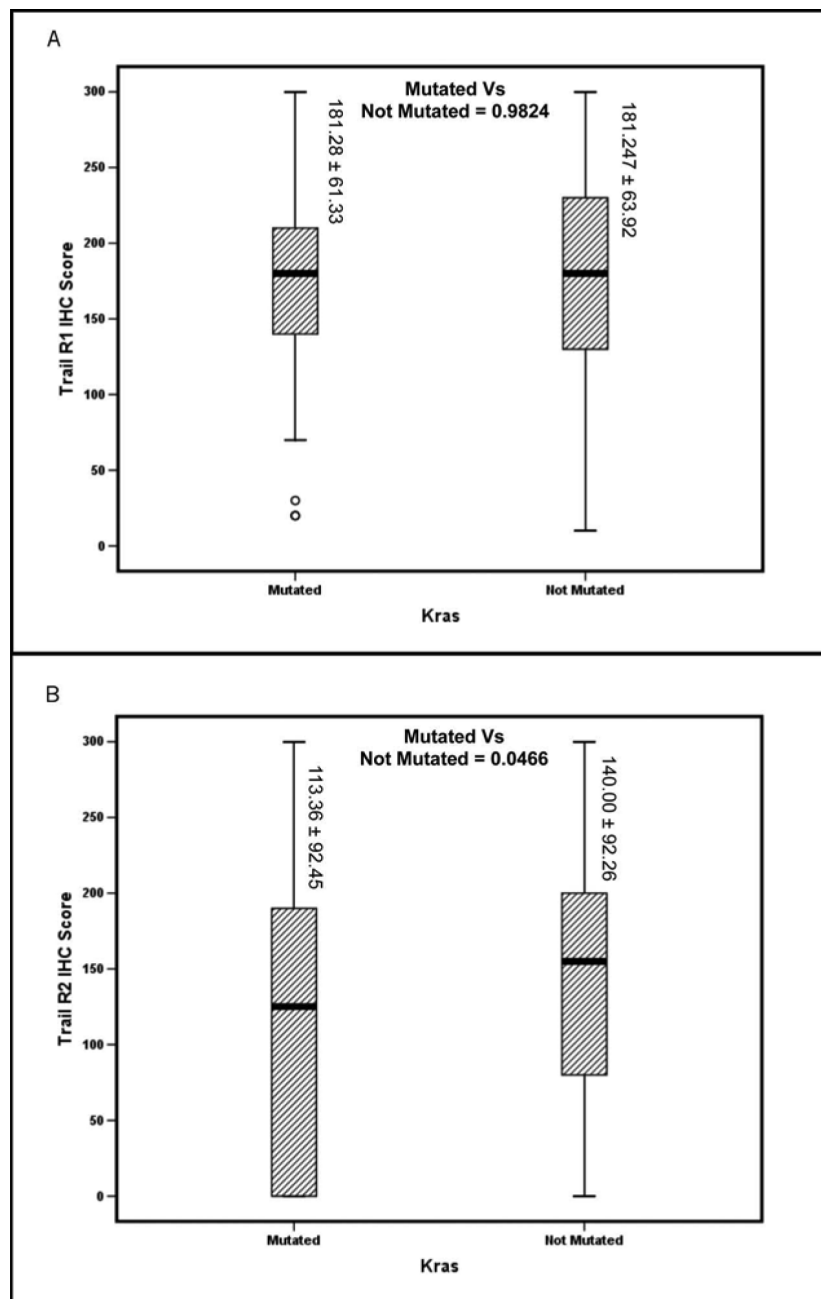 A
Mutated Vs
Not Mutated = 0.9824
Trail R1 IHC Score
300
250
200
150
100
50
0
181.28 ± 61.33
181.247 ± 63.92
Mutated
Not Mutated
Kras
B
Mutated Vs
Not Mutated = 0.0466
Trail R2 IHC Score
300
250
200
150
100
50
0
113.36 ± 92.45
140.00 ± 92.26
Mutated
Not Mutated
Kras